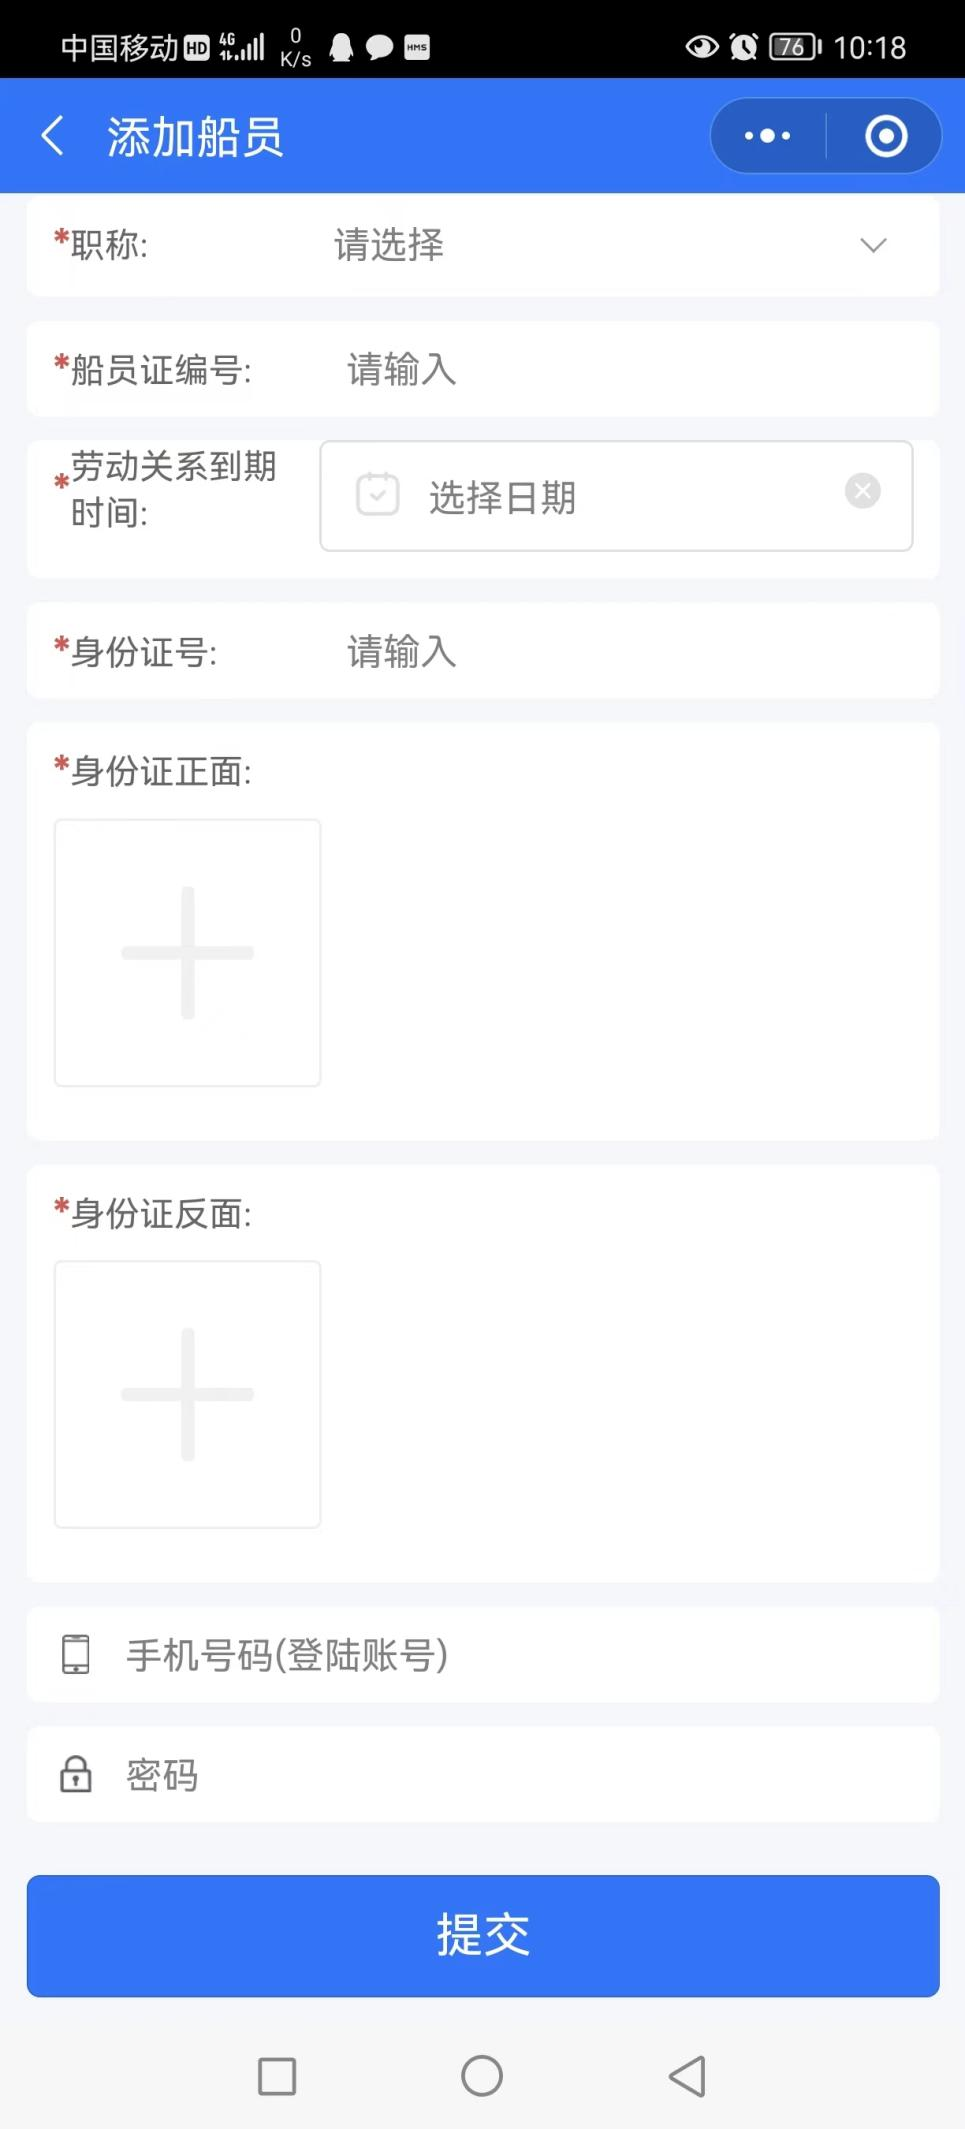 中国移动 HD 4G 0 K/s HMS 76 10:18
添加船员
*职称: 请选择
*船员证编号: 请输入
*劳动关系到期
时间: 选择日期
*身份证号: 请输入
*身份证正面:
*身份证反面:
手机号码(登陆账号)
密码
提交